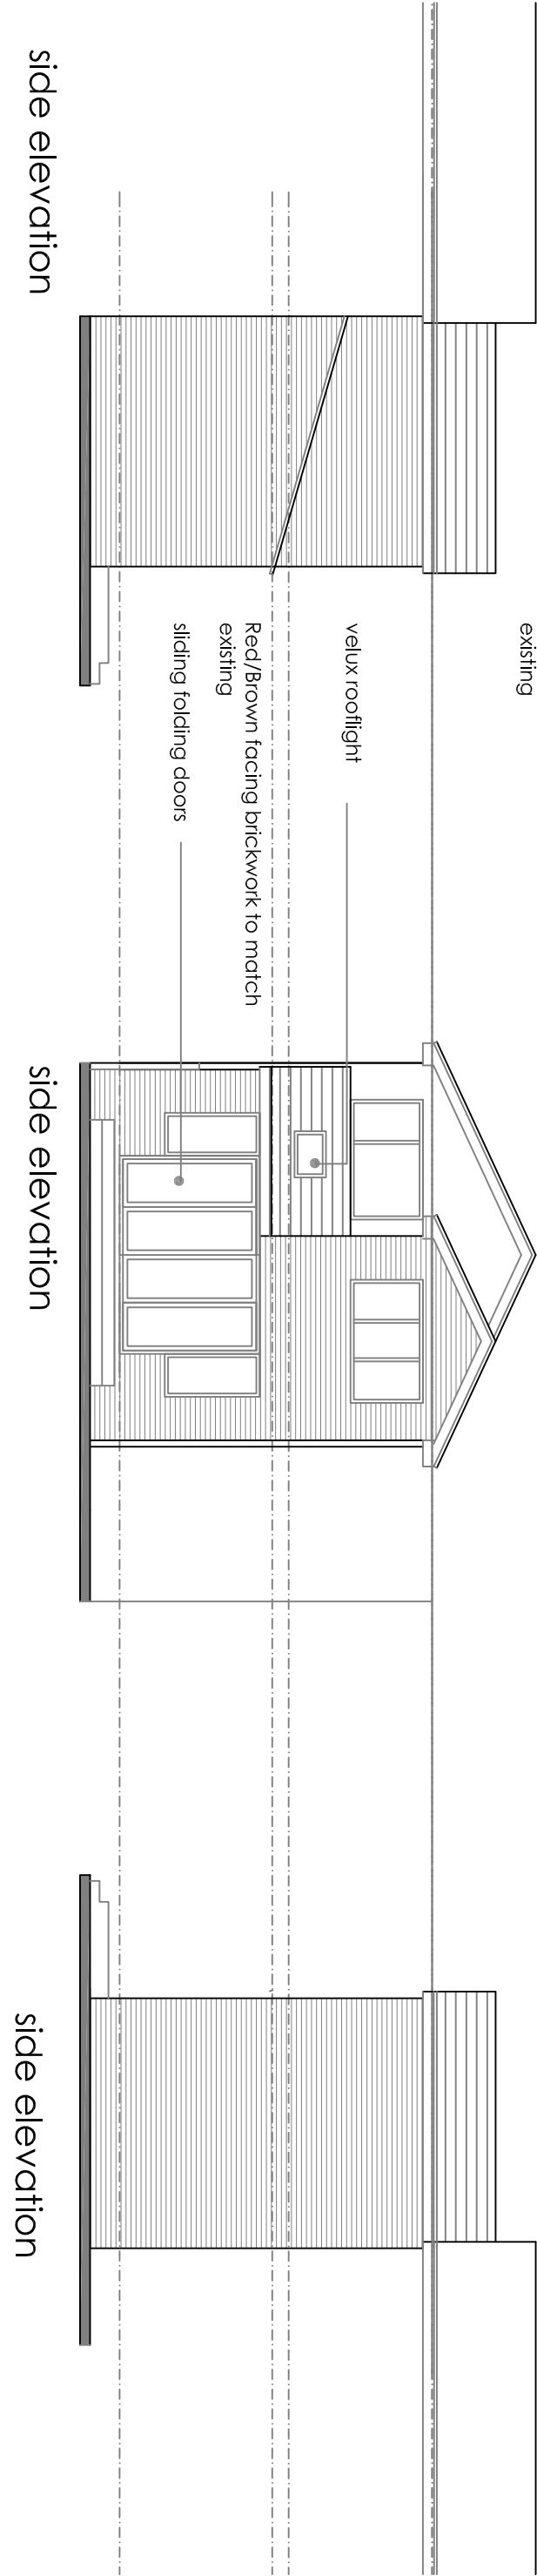 existing
velux rooflight
Red/Brown facing brickwork to match
existing
sliding folding doors
side elevation
side elevation
side elevation